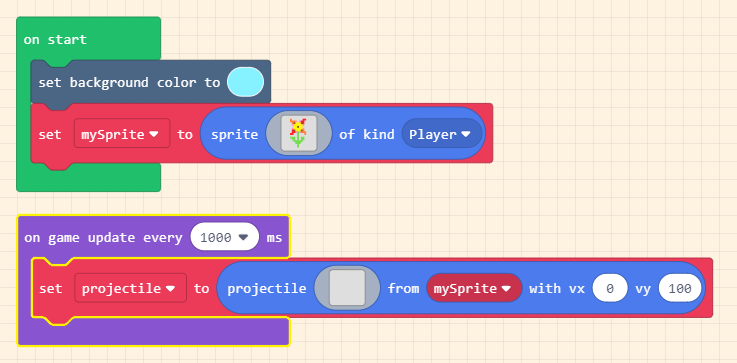 on start
set background color to
set mySprite to sprite of kind Player
on game update every 1000 ms
set projectile to projectile from mySprite with vx 0 vy 100